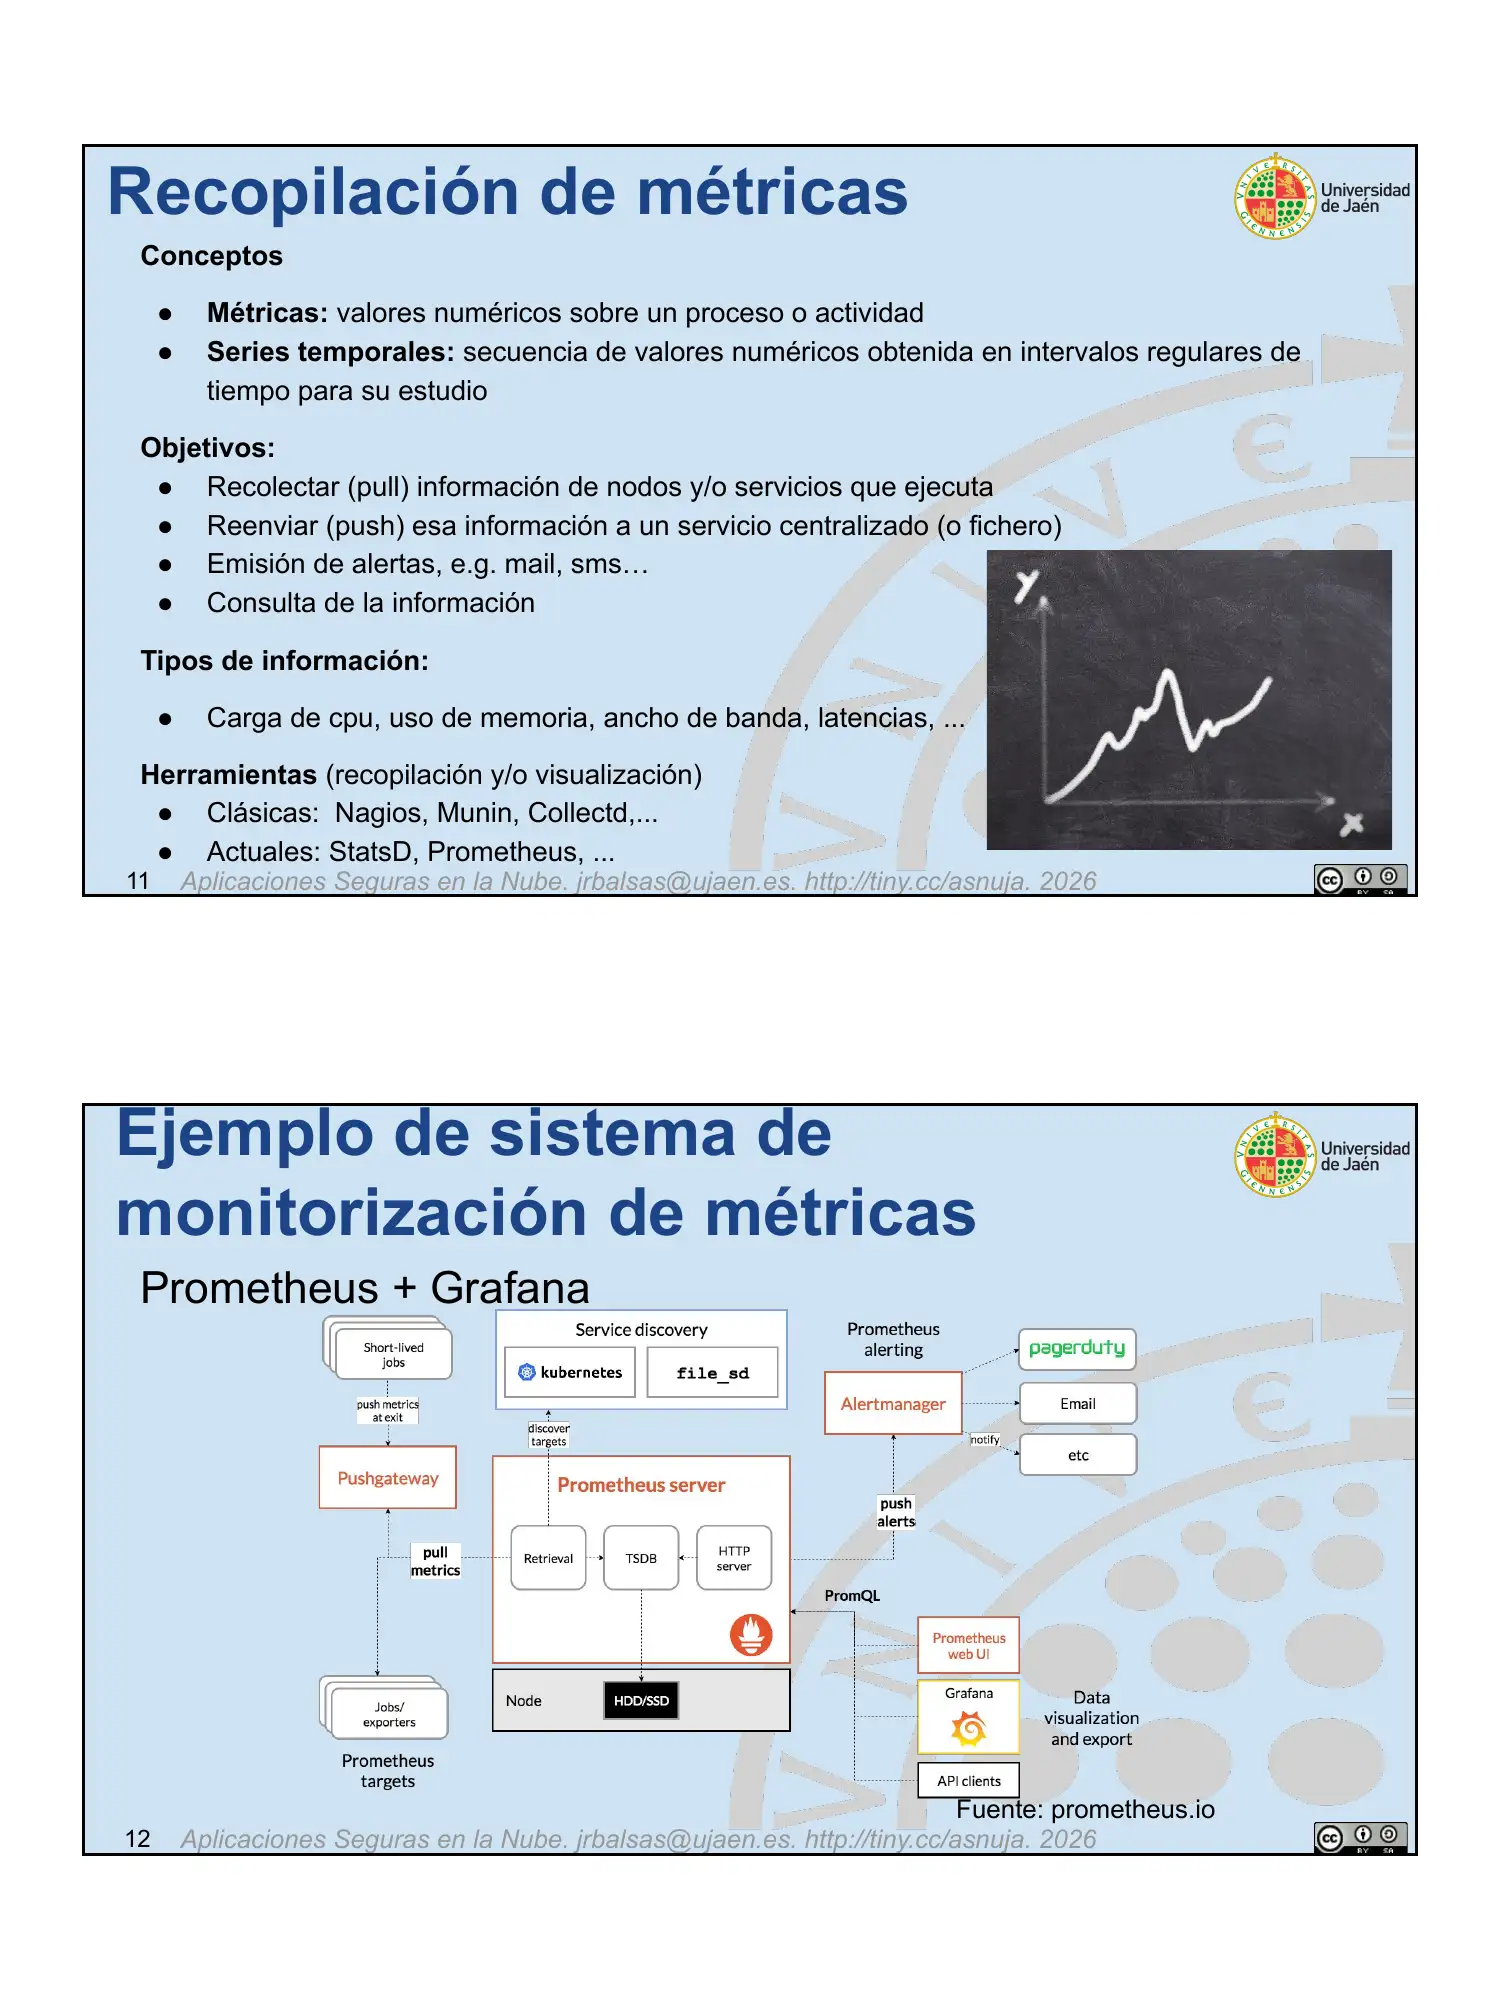 Recopilación de métricas
Universidad
de Jaén
Conceptos
● Métricas: valores numéricos sobre un proceso o actividad
● Series temporales: secuencia de valores numéricos obtenida en intervalos regulares de
tiempo para su estudio
Objetivos:
● Recolectar (pull) información de nodos y/o servicios que ejecuta
● Reenviar (push) esa información a un servicio centralizado (o fichero)
● Emisión de alertas, e.g. mail, sms…
● Consulta de la información
Tipos de información:
● Carga de cpu, uso de memoria, ancho de banda, latencias, ...
Herramientas (recopilación y/o visualización)
● Clásicas: Nagios, Munin, Collectd,...
● Actuales: StatsD, Prometheus, ...
y
x
11 Aplicaciones Seguras en la Nube. jrbalsas@ujaen.es. http://tiny.cc/asnuja. 2026
cc BY SA
Ejemplo de sistema de
monitorización de métricas
Universidad
de Jaén
Prometheus + Grafana
Short-lived
jobs
push metrics
at exit
Pushgateway
pull
metrics
Jobs/
exporters
Prometheus
targets
Service discovery
kubernetes
file_sd
discover
targets
Prometheus server
Retrieval
TSDB
HTTP
server
Node
HDD/SSD
Prometheus
alerting
Alertmanager
pagerduty
Email
etc
notify
push
alerts
PromQL
Prometheus
web UI
Grafana
API clients
Data
visualization
and export
Fuente: prometheus.io
12 Aplicaciones Seguras en la Nube. jrbalsas@ujaen.es. http://tiny.cc/asnuja. 2026
cc BY SA